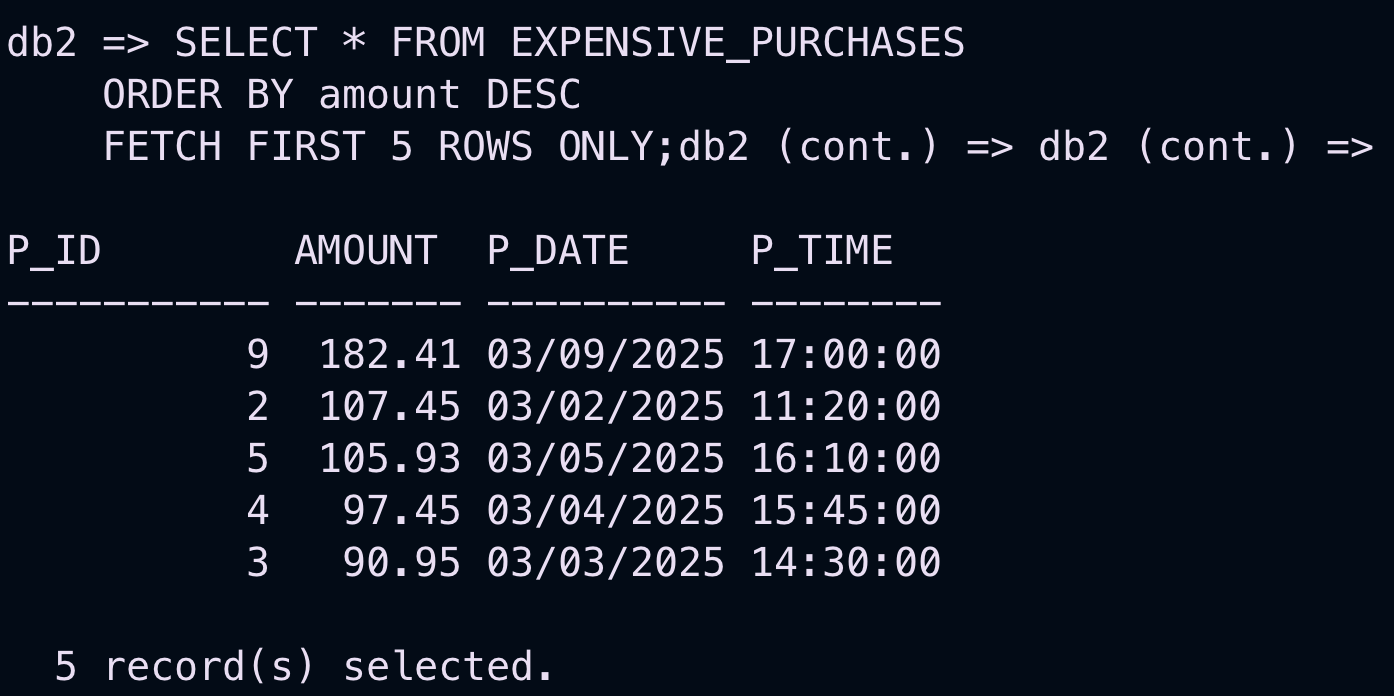 db2 => SELECT * FROM EXPENSIVE_PURCHASES
    ORDER BY amount DESC
    FETCH FIRST 5 ROWS ONLY;db2 (cont.) => db2 (cont.) =>

P_ID        AMOUNT  P_DATE     P_TIME
----------- ------- ---------- --------
          9  182.41 03/09/2025 17:00:00
          2  107.45 03/02/2025 11:20:00
          5  105.93 03/05/2025 16:10:00
          4   97.45 03/04/2025 15:45:00
          3   90.95 03/03/2025 14:30:00

  5 record(s) selected.